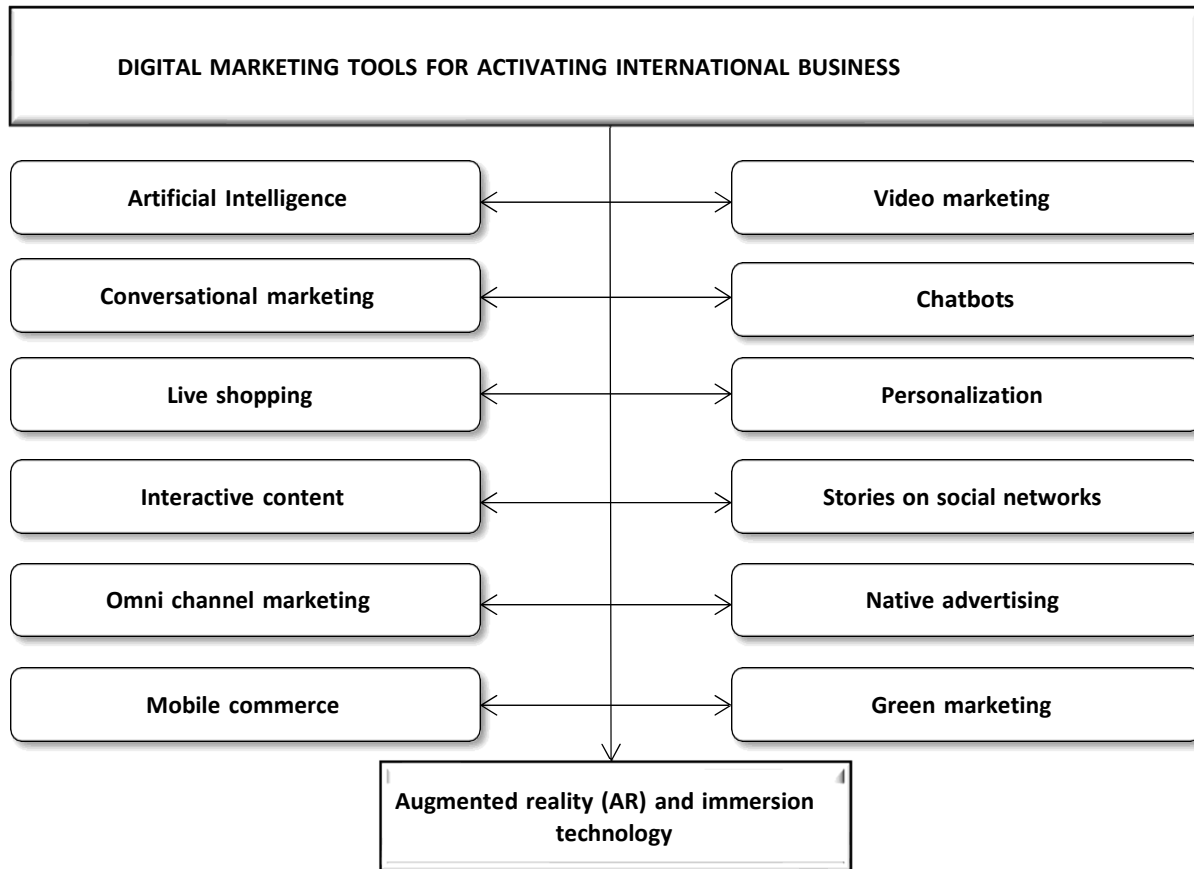 DIGITAL MARKETING TOOLS FOR ACTIVATING INTERNATIONAL BUSINESS
Artificial Intelligence
Video marketing
Conversational marketing
Chatbots
Live shopping
Personalization
Interactive content
Stories on social networks
Omni channel marketing
Native advertising
Mobile commerce
Green marketing
Augmented reality (AR) and immersion
technology